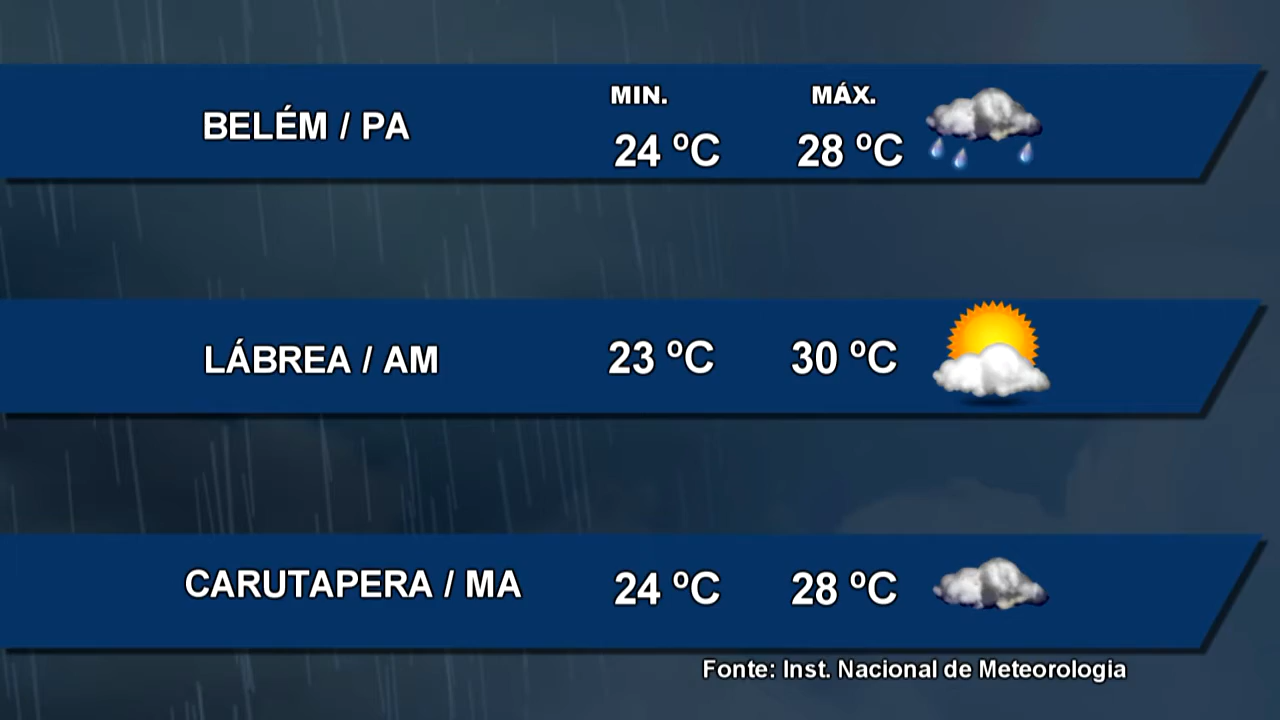 MIN. MÁX.
BELÉM / PA 24 ºC 28 ºC
LÁBREA / AM 23 ºC 30 ºC
CARUTAPERA / MA 24 ºC 28 ºC
Fonte: Inst. Nacional de Meteorologia